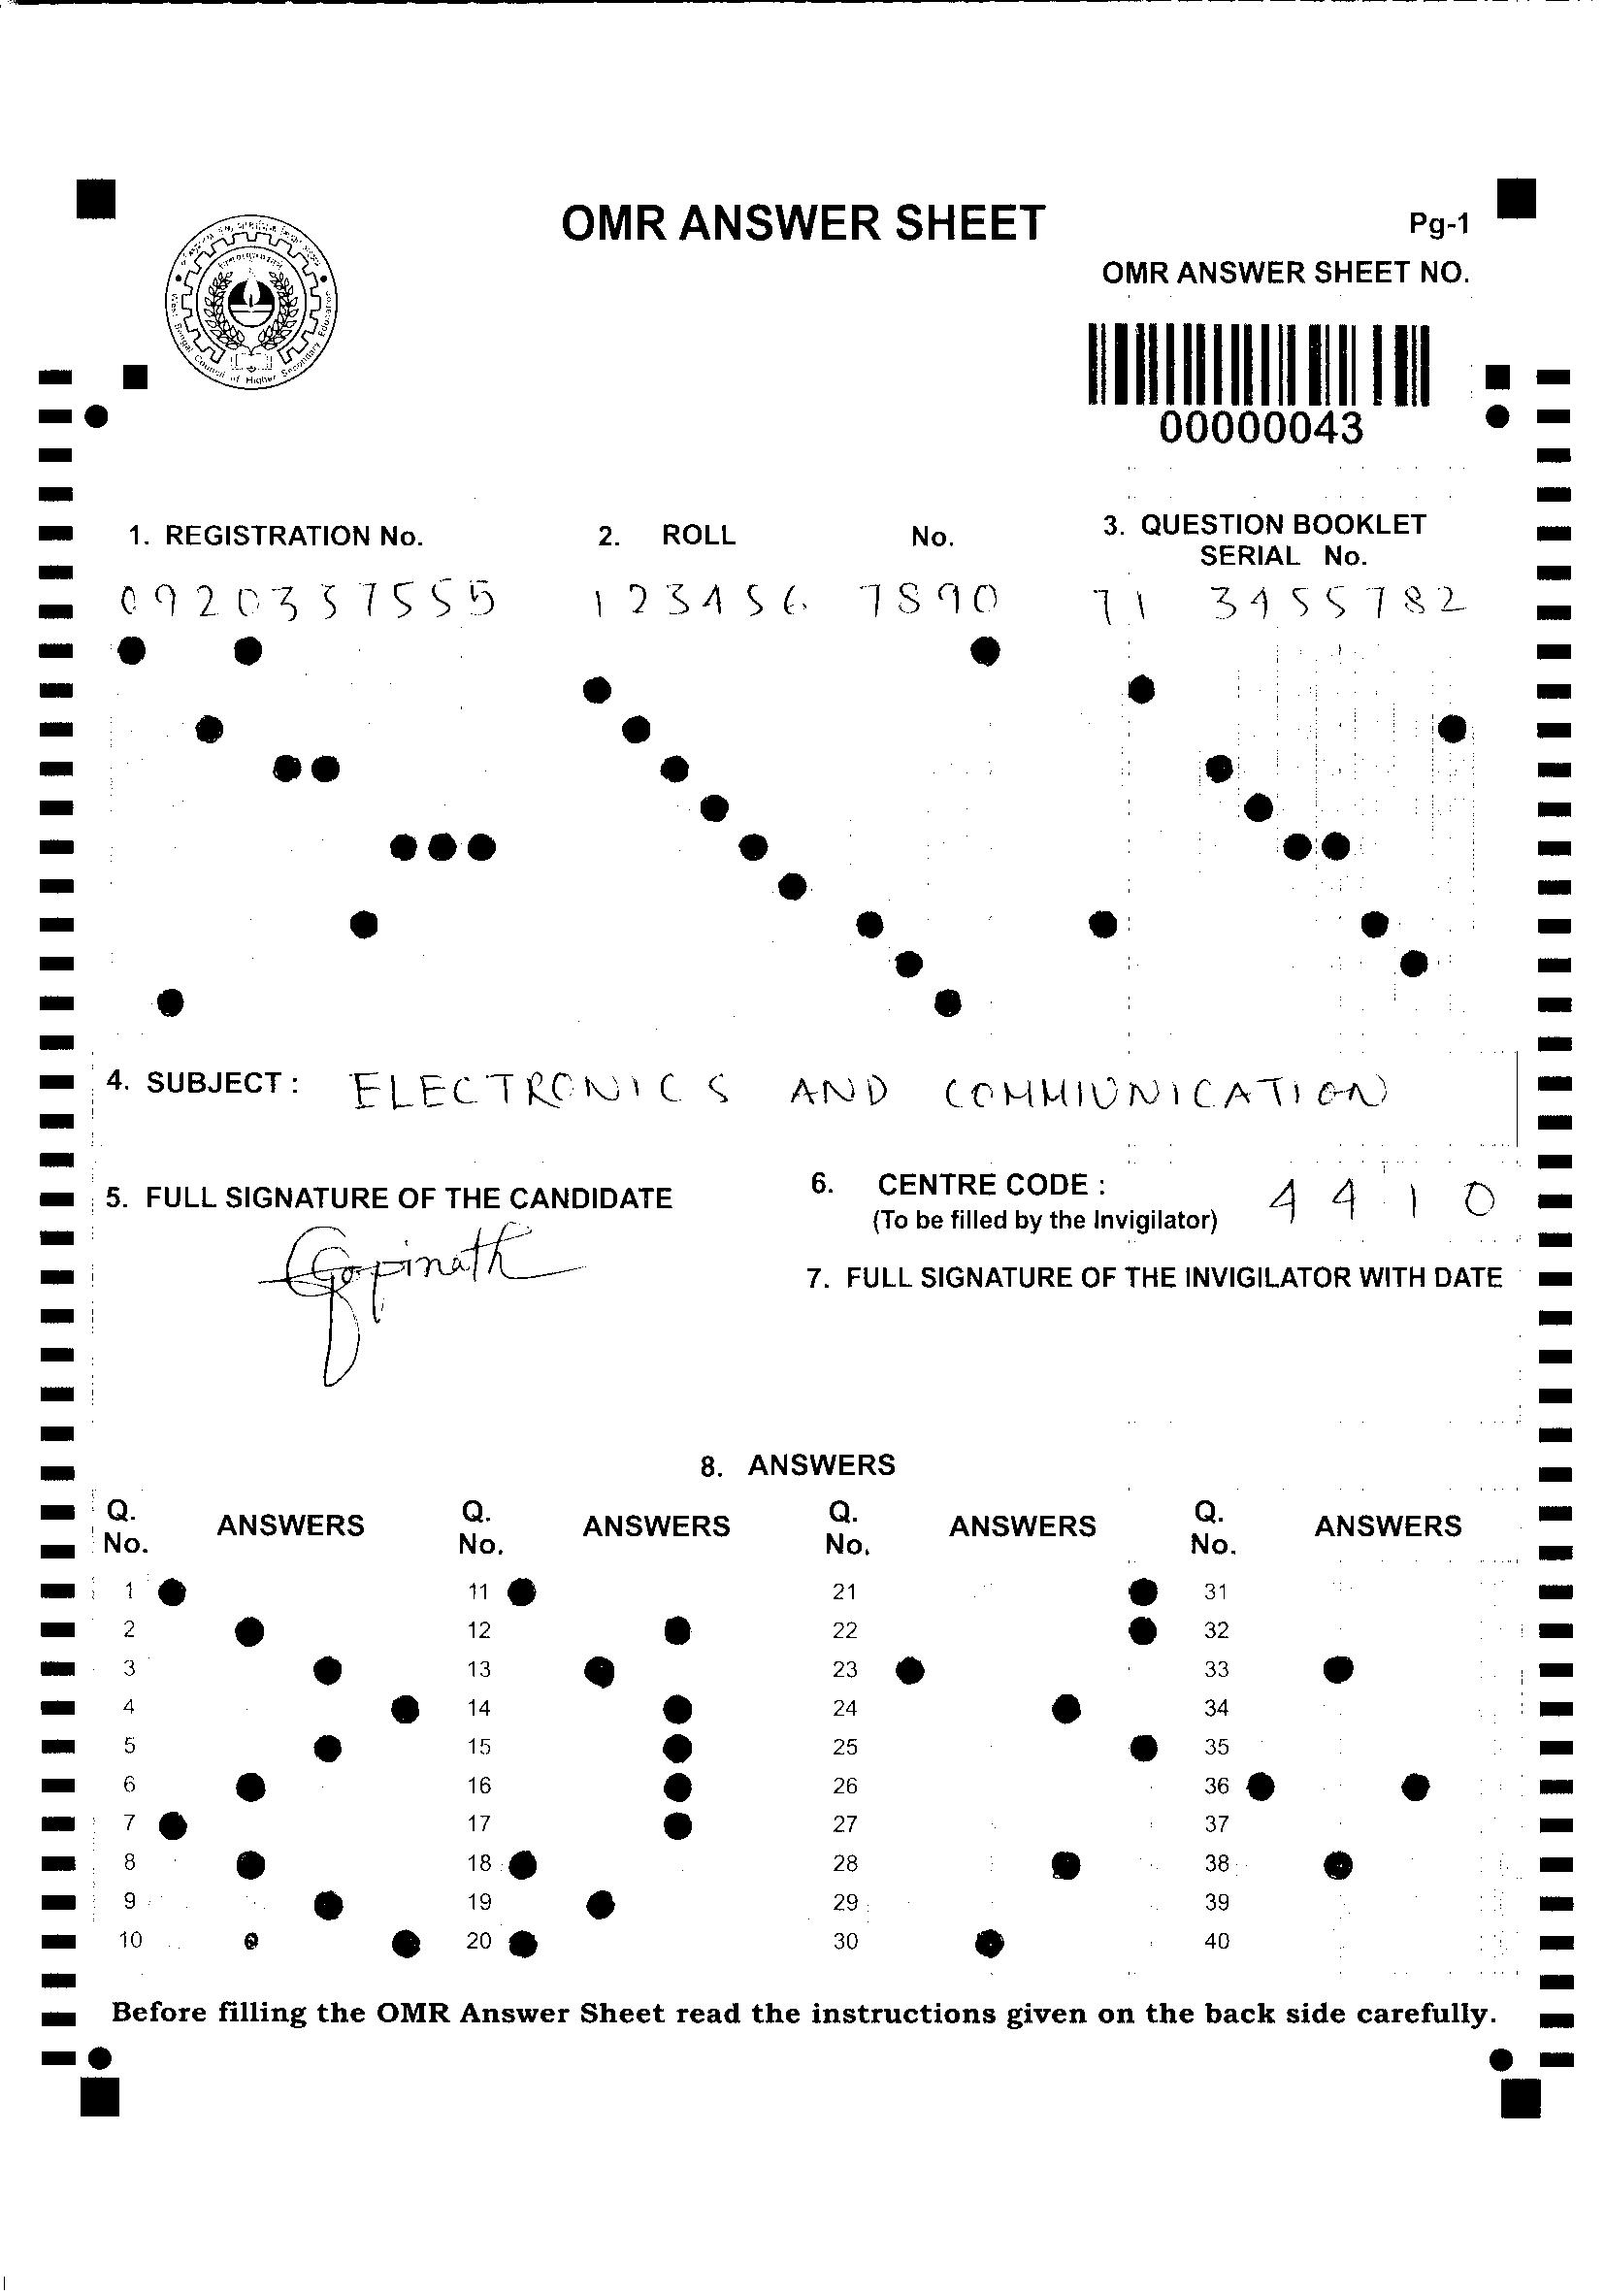 OMR ANSWER SHEET
Pg-1
OMR ANSWER SHEET NO.
West Bengal Council of Higher Secondary Education
00000043
1. REGISTRATION No.
2. ROLL No.
3. QUESTION BOOKLET SERIAL No.
0920337555
123456 7890
71 3455782
4. SUBJECT : ELECTRONICS AND COMMIUNICATION
5. FULL SIGNATURE OF THE CANDIDATE
Gopinath
6. CENTRE CODE : 4410
(To be filled by the Invigilator)
7. FULL SIGNATURE OF THE INVIGILATOR WITH DATE
8. ANSWERS
Q. No. ANSWERS Q. No. ANSWERS Q. No. ANSWERS Q. No. ANSWERS
1 11 21 31
2 12 22 32
3 13 23 33
4 14 24 34
5 15 25 35
6 16 26 36
7 17 27 37
8 18 28 38
9 19 29 39
10 20 30 40
Before filling the OMR Answer Sheet read the instructions given on the back side carefully.